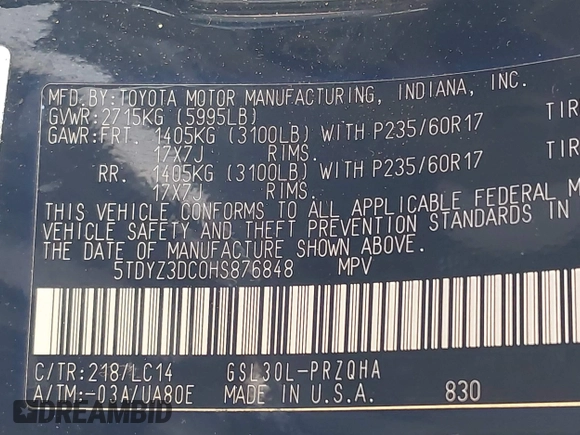 MFD.BY:TOYOTA MOTOR MANUFACTURING, INDIANA, INC.
GVWR:2715KG (5995LB)
GAWR:FRT. 1405KG (3100LB) WITH P235/60R17 TIR
17X7J RIMS.
RR. 1405KG (3100LB) WITH P235/60R17 TIR
17X7J RIMS.
THIS VEHICLE CONFORMS TO ALL APPLICABLE FEDERAL M
VEHICLE SAFETY AND THEFT PREVENTION STANDARDS IN
THE DATE OF MANUFACTURE SHOWN ABOVE.
5TDYZ3DC0HS876848 MPV
C/TR:218/LC14 GSL30L-PRZQHA
A/TM:-03A/UA80E MADE IN U.S.A. 830
DREAMBID